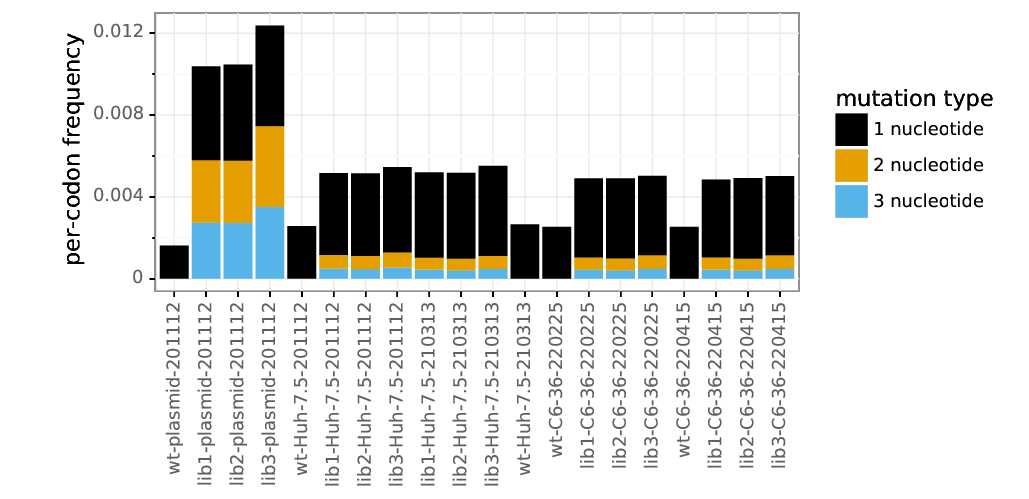 per-codon frequency
0.012
0.008
0.004
0
wt-plasmid-201112
lib1-plasmid-201112
lib2-plasmid-201112
lib3-plasmid-201112
wt-Huh-7.5-201112
lib1-Huh-7.5-201112
lib2-Huh-7.5-201112
lib3-Huh-7.5-201112
lib1-Huh-7.5-210313
lib2-Huh-7.5-210313
lib3-Huh-7.5-210313
wt-Huh-7.5-210313
wt-C6-36-220225
lib1-C6-36-220225
lib2-C6-36-220225
lib3-C6-36-220225
wt-C6-36-220415
lib1-C6-36-220415
lib2-C6-36-220415
lib3-C6-36-220415
mutation type
1 nucleotide
2 nucleotide
3 nucleotide